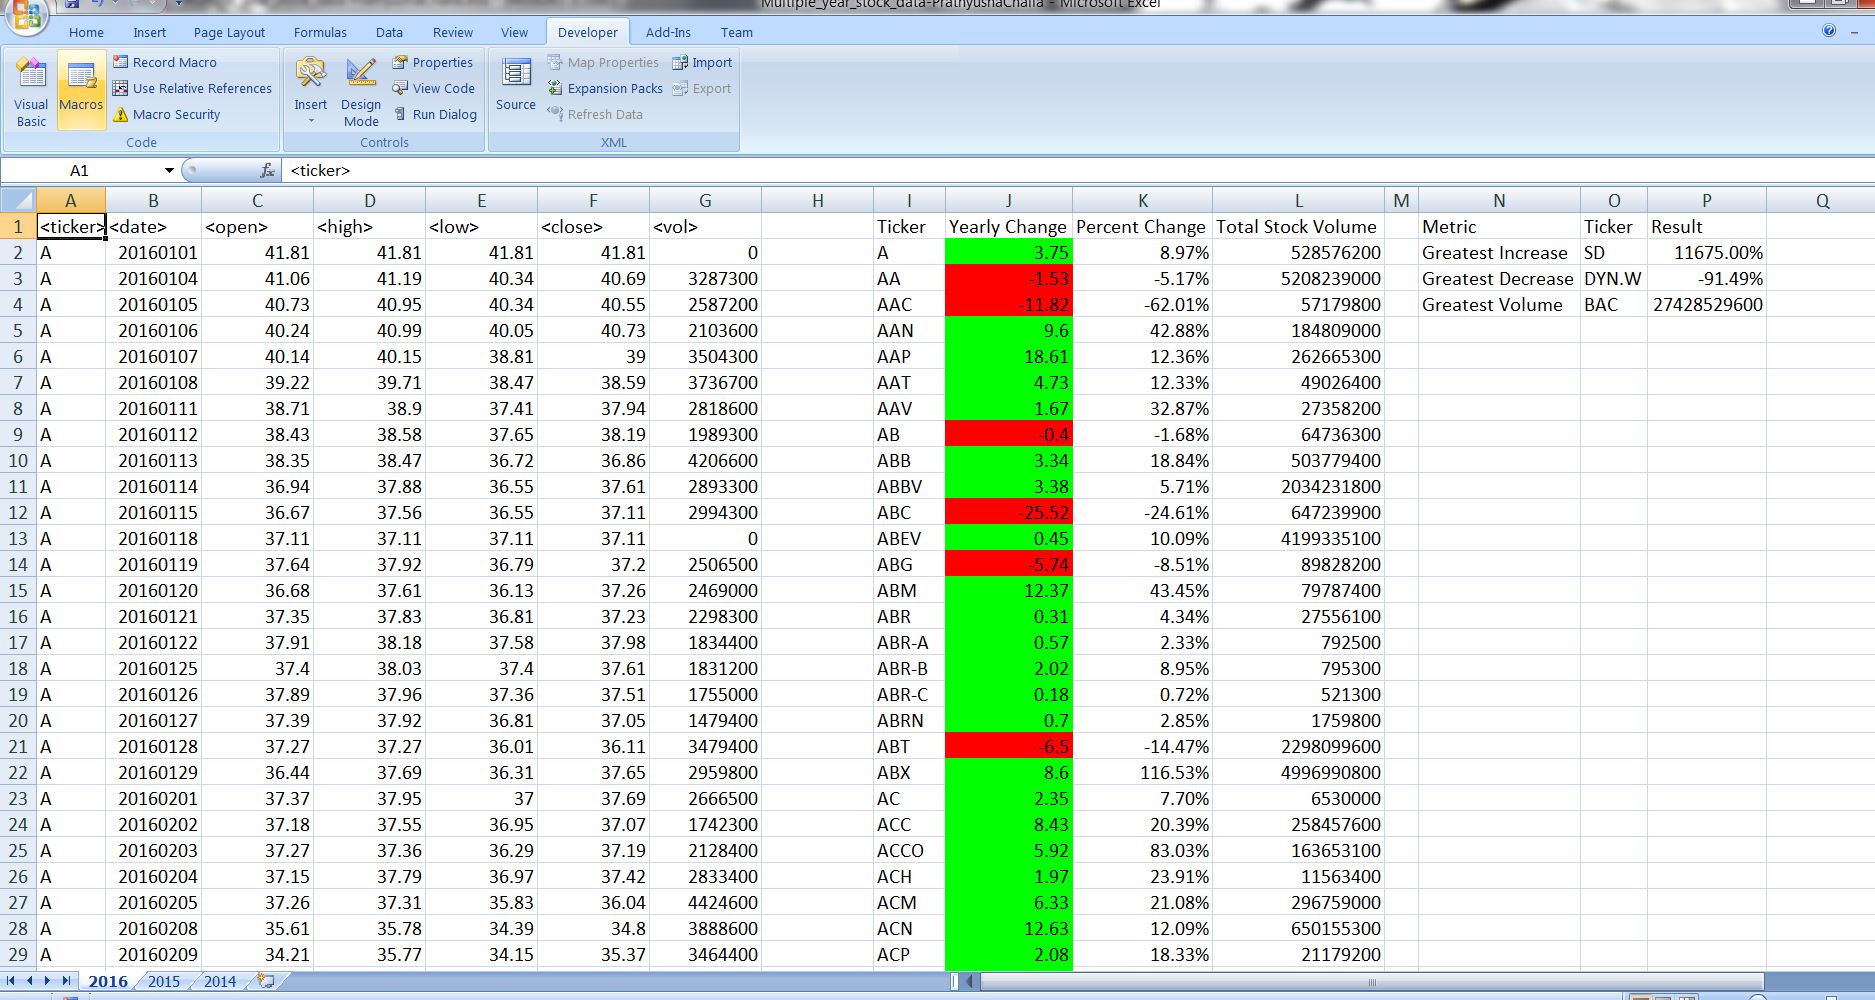 Multiple_year_stock_data-PrathyushaChalla - Microsoft Excel
Home Insert Page Layout Formulas Data Review View Developer Add-Ins Team
Visual Basic
Macros
Record Macro
Use Relative References
Macro Security
Code
Insert
Design Mode
Properties
View Code
Run Dialog
Controls
Source
Map Properties
Expansion Packs
Refresh Data
Import
Export
XML
A1 fx <ticker>
A B C D E F G H I J K L M N O P Q
1 <ticker> <date> <open> <high> <low> <close> <vol> Ticker Yearly Change Percent Change Total Stock Volume Metric Ticker Result
2 A 20160101 41.81 41.81 41.81 41.81 0 A 3.75 8.97% 528576200 Greatest Increase SD 11675.00%
3 A 20160104 41.06 41.19 40.34 40.69 3287300 AA -1.53 -5.17% 5208239000 Greatest Decrease DYN.W -91.49%
4 A 20160105 40.73 40.95 40.34 40.55 2587200 AAC -11.82 -62.01% 57179800 Greatest Volume BAC 27428529600
5 A 20160106 40.24 40.99 40.05 40.73 2103600 AAN 9.6 42.88% 184809000
6 A 20160107 40.14 40.15 38.81 39 3504300 AAP 18.61 12.36% 262665300
7 A 20160108 39.22 39.71 38.47 38.59 3736700 AAT 4.73 12.33% 49026400
8 A 20160111 38.71 38.9 37.41 37.94 2818600 AAV 1.67 32.87% 27358200
9 A 20160112 38.43 38.58 37.65 38.19 1989300 AB -0.4 -1.68% 64736300
10 A 20160113 38.35 38.47 36.72 36.86 4206600 ABB 3.34 18.84% 503779400
11 A 20160114 36.94 37.88 36.55 37.61 2893300 ABBV 3.38 5.71% 2034231800
12 A 20160115 36.67 37.56 36.55 37.11 2994300 ABC -25.52 -24.61% 647239900
13 A 20160118 37.11 37.11 37.11 37.11 0 ABEV 0.45 10.09% 4199335100
14 A 20160119 37.64 37.92 36.79 37.2 2506500 ABG -5.74 -8.51% 89828200
15 A 20160120 36.68 37.61 36.13 37.26 2469000 ABM 12.37 43.45% 79787400
16 A 20160121 37.35 37.83 36.81 37.23 2298300 ABR 0.31 4.34% 27556100
17 A 20160122 37.91 38.18 37.58 37.98 1834400 ABR-A 0.57 2.33% 792500
18 A 20160125 37.4 38.03 37.4 37.61 1831200 ABR-B 2.02 8.95% 795300
19 A 20160126 37.89 37.96 37.36 37.51 1755000 ABR-C 0.18 0.72% 521300
20 A 20160127 37.39 37.92 36.81 37.05 1479400 ABRN 0.7 2.85% 1759800
21 A 20160128 37.27 37.27 36.01 36.11 3479400 ABT -6.5 -14.47% 2298099600
22 A 20160129 36.44 37.69 36.31 37.65 2959800 ABX 8.6 116.53% 4996990800
23 A 20160201 37.37 37.95 37 37.69 2666500 AC 2.35 7.70% 6530000
24 A 20160202 37.18 37.55 36.95 37.07 1742300 ACC 8.43 20.39% 258457600
25 A 20160203 37.27 37.36 36.29 37.19 2128400 ACCO 5.92 83.03% 163653100
26 A 20160204 37.15 37.79 36.97 37.42 2833400 ACH 1.97 23.91% 11563400
27 A 20160205 37.26 37.31 35.83 36.04 4424600 ACM 6.33 21.08% 296759000
28 A 20160208 35.61 35.78 34.39 34.8 3888600 ACN 12.63 12.09% 650155300
29 A 20160209 34.21 35.77 34.15 35.37 3464400 ACP 2.08 18.33% 21179200
2016 2015 2014